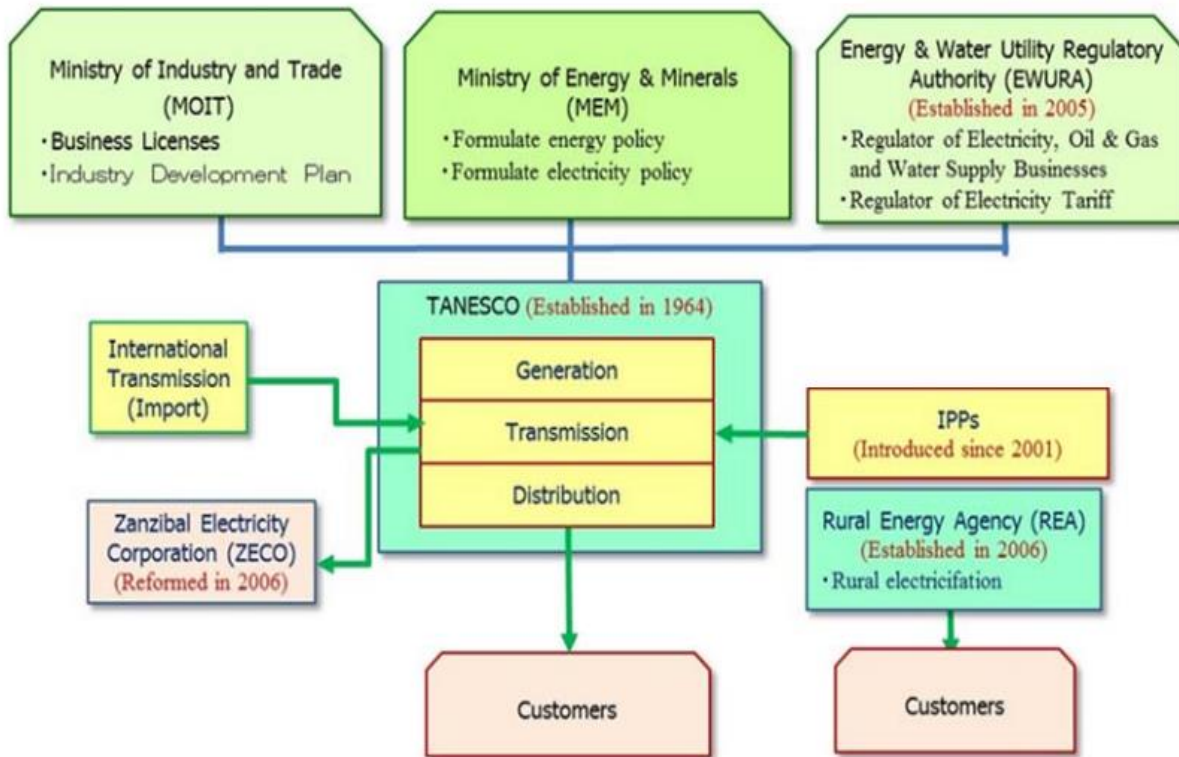 Ministry of Industry and Trade
(MOIT)
・Business Licenses
・Industry Development Plan
Ministry of Energy & Minerals
(MEM)
・Formulate energy policy
・Formulate electricity policy
Energy & Water Utility Regulatory
Authority (EWURA)
(Established in 2005)
・Regulator of Electricity, Oil & Gas
and Water Supply Businesses
・Regulator of Electricity Tariff
TANESCO (Established in 1964)
Generation
Transmission
Distribution
International
Transmission
(Import)
Zanzibal Electricity
Corporation (ZECO)
(Reformed in 2006)
IPPs
(Introduced since 2001)
Rural Energy Agency (REA)
(Established in 2006)
・Rural electricifation
Customers
Customers